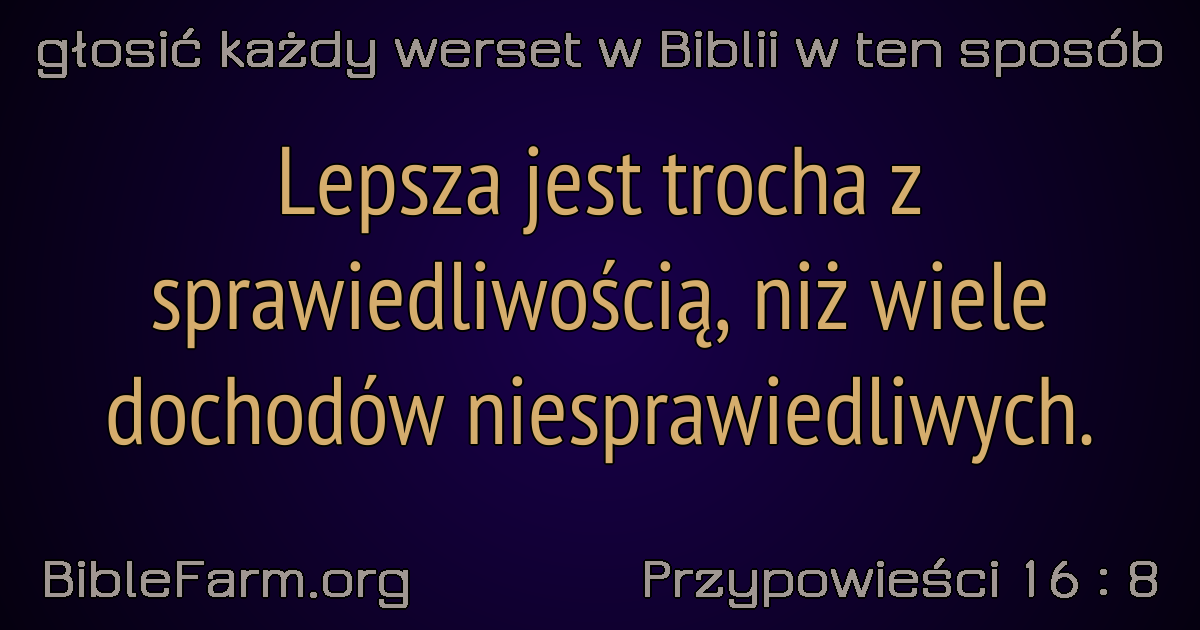 głosić każdy werset w Biblii w ten sposób
Lepsza jest trocha z
sprawiedliwością, niż wiele
dochodów niesprawiedliwych.
BibleFarm.org
Przypowieści 16 : 8